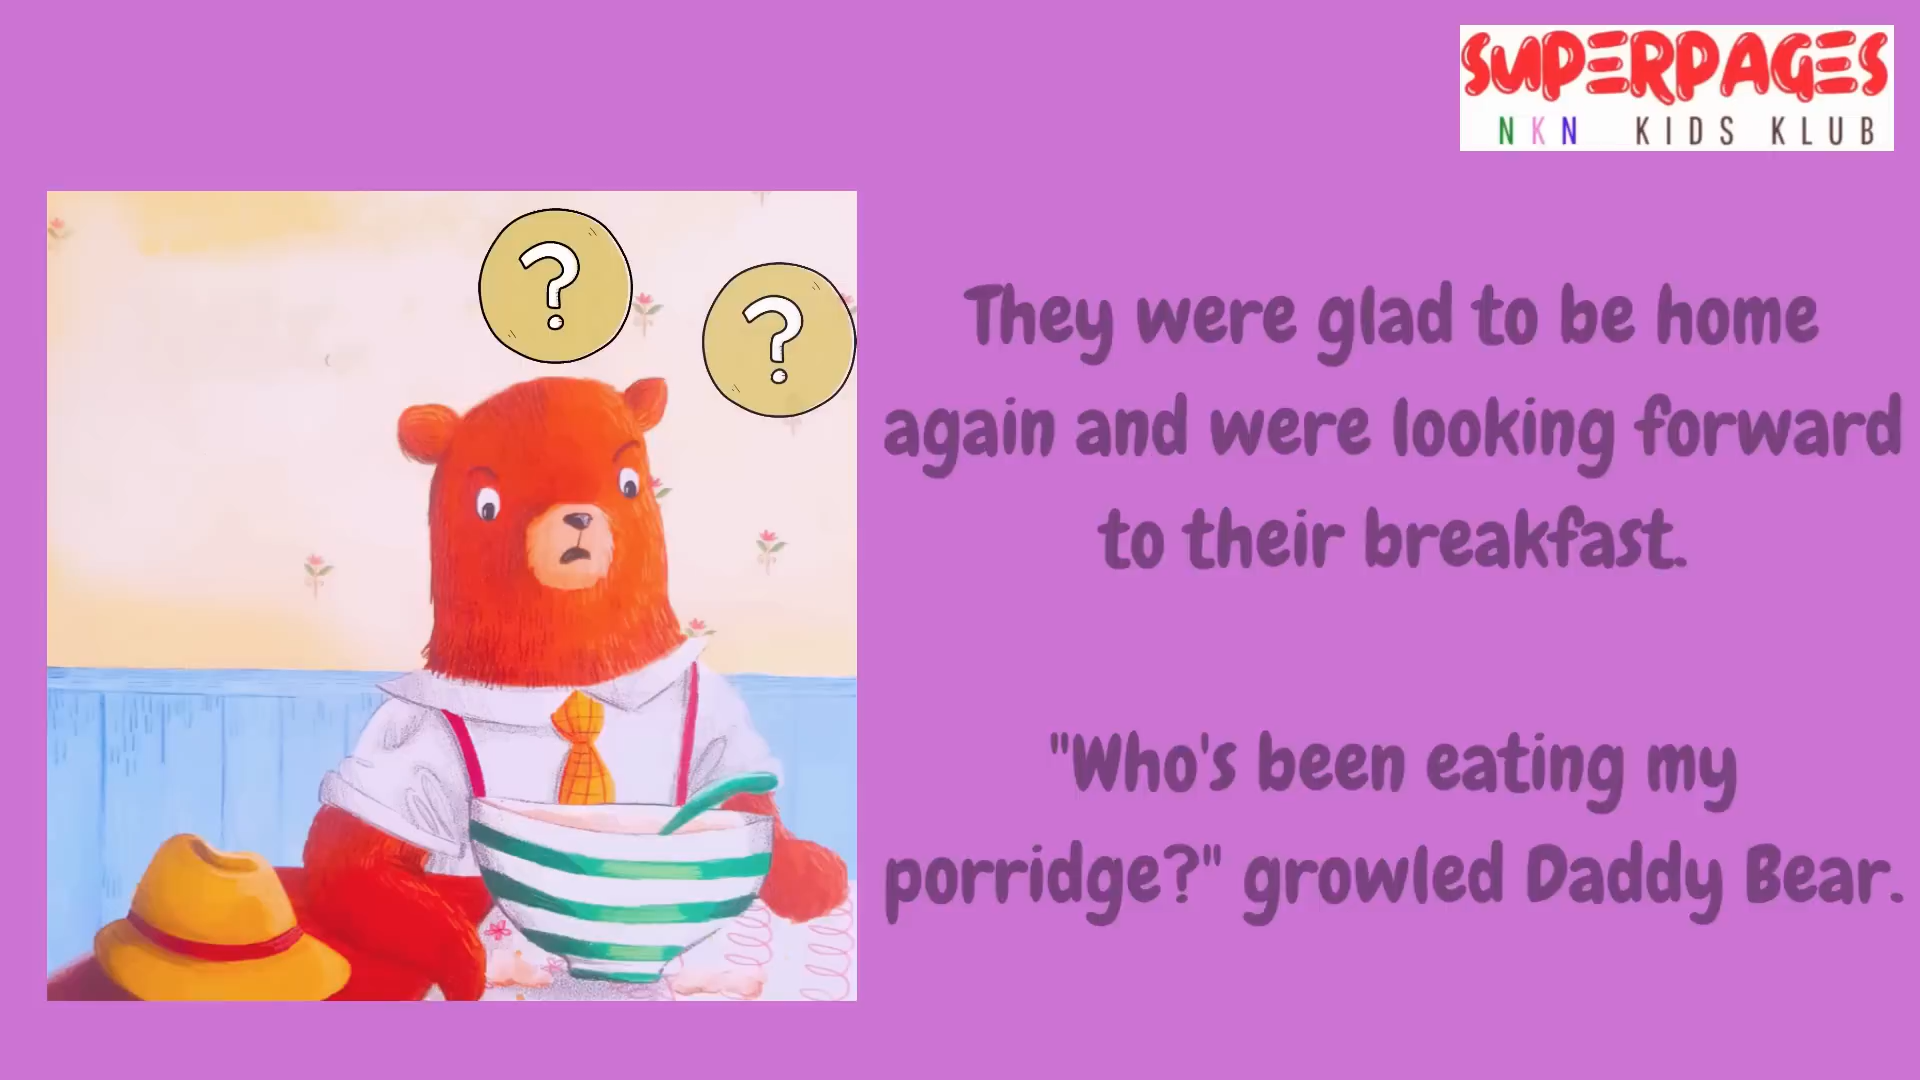 SUPERPAGES
NKN KIDS KLUB
?
?
They were glad to be home
again and were looking forward
to their breakfast.
"Who's been eating my
porridge?" growled Daddy Bear.